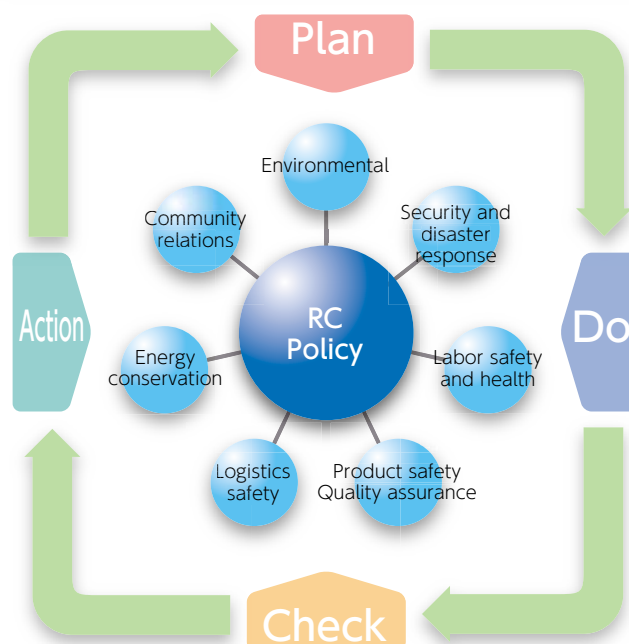 Plan
Environmental
Community
relations
Security and
disaster
response
Action
RC
Policy
Do
Energy
conservation
Labor safety
and health
Logistics
safety
Product safety
Quality assurance
Check